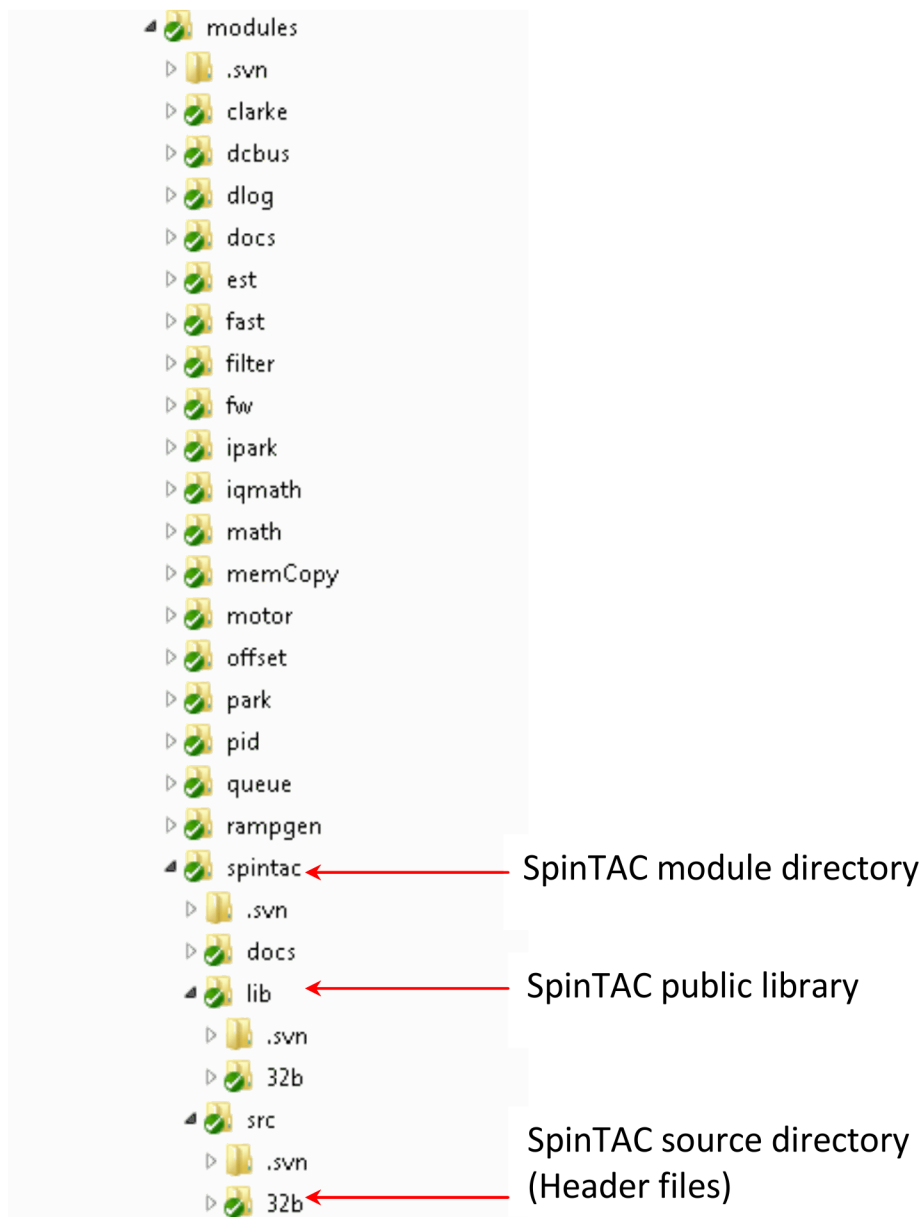 modules
.svn
clarke
dcbus
dlog
docs
est
fast
filter
fw
ipark
iqmath
math
memCopy
motor
offset
park
pid
queue
rampgen
spintac SpinTAC module directory
.svn
docs
lib SpinTAC public library
.svn
32b
src
.svn
SpinTAC source directory
32b (Header files)